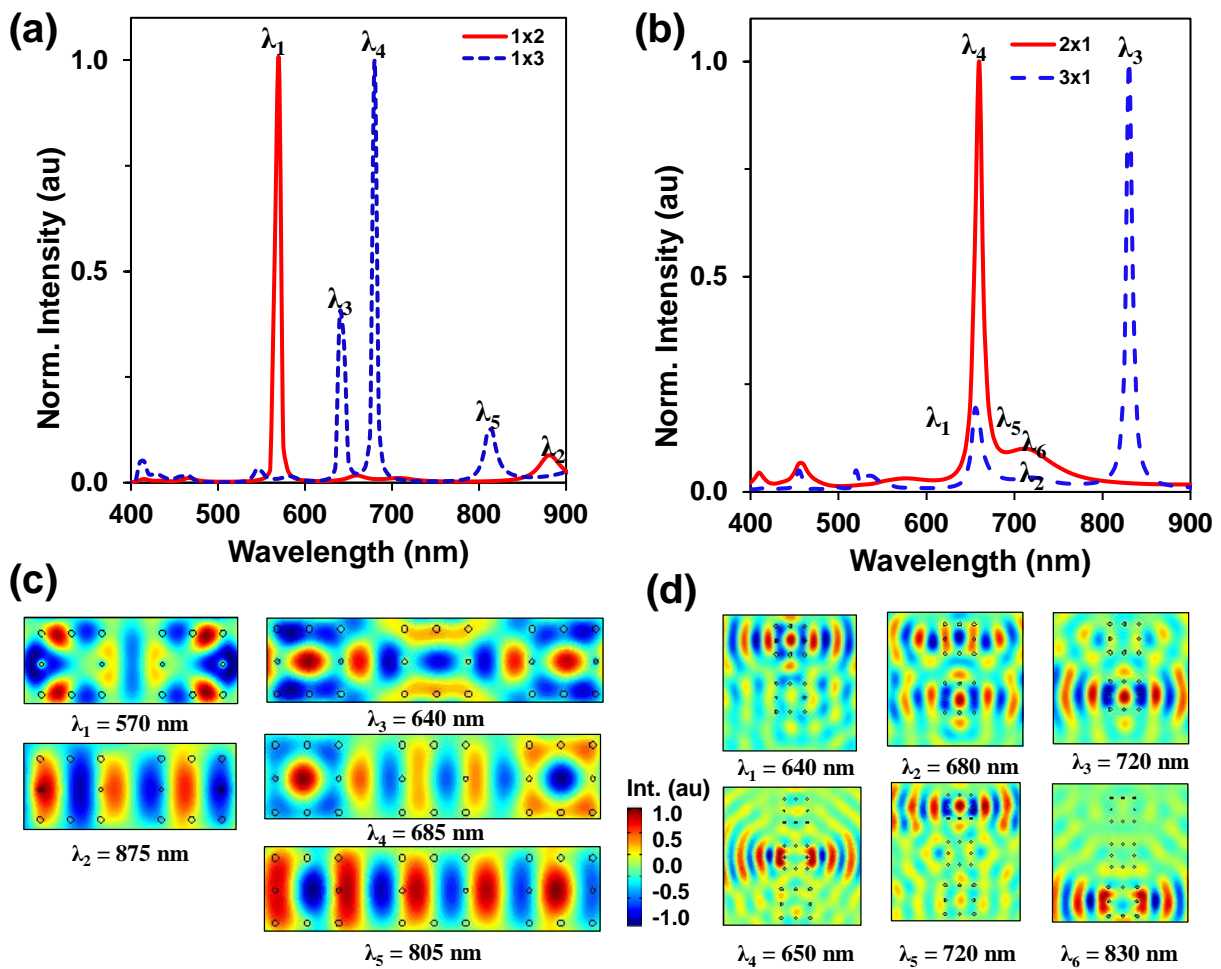 (a)
λ1
λ4
1x2
1x3
1.0
λ3
0.5
λ5
λ2
0.0
400 500 600 700 800 900
Wavelength (nm)
Norm. Intensity (au)
(b)
λ4
2x1
λ3
3x1
1.0
0.5
λ1
λ5
λ6
λ2
0.0
400 500 600 700 800 900
Wavelength (nm)
Norm. Intensity (au)
(c)
λ1 = 570 nm
λ3 = 640 nm
λ2 = 875 nm
λ4 = 685 nm
λ5 = 805 nm
Int. (au)
1.0
0.5
0.0
-0.5
-1.0
(d)
λ1 = 640 nm
λ2 = 680 nm
λ3 = 720 nm
λ4 = 650 nm
λ5 = 720 nm
λ6 = 830 nm